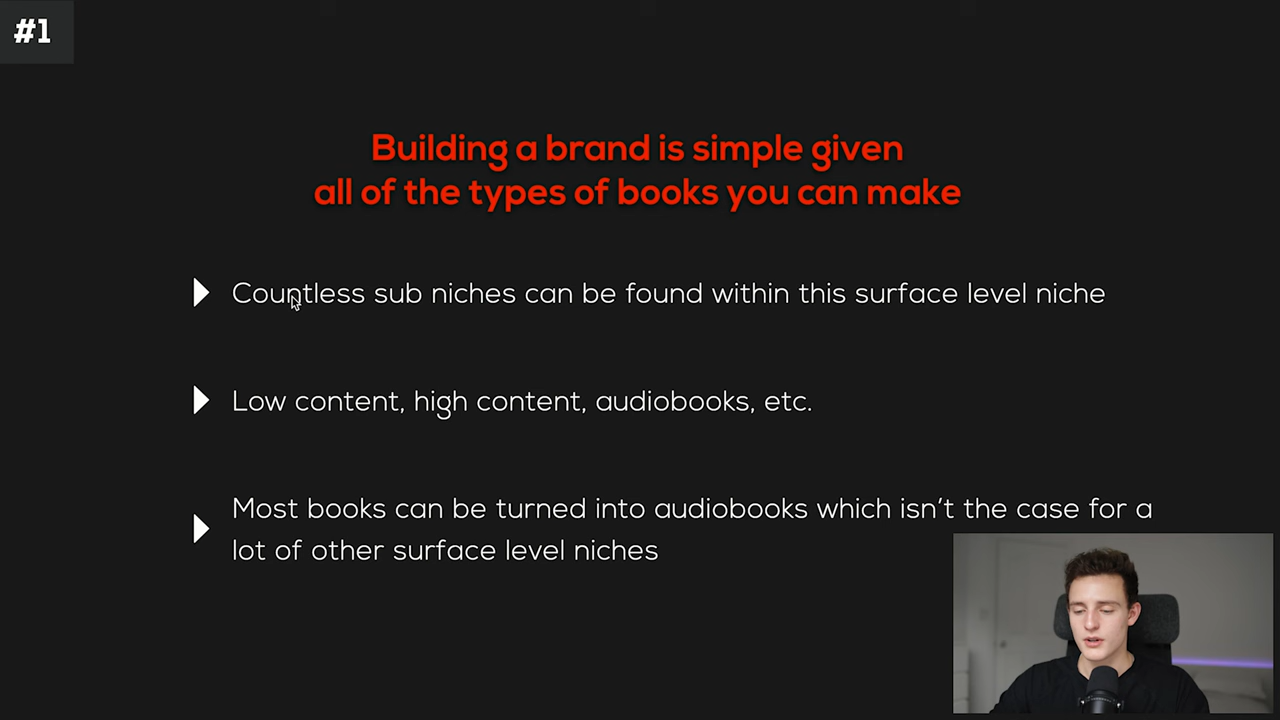 #1
Building a brand is simple given
all of the types of books you can make
Countless sub niches can be found within this surface level niche
Low content, high content, audiobooks, etc.
Most books can be turned into audiobooks which isn't the case for a
lot of other surface level niches